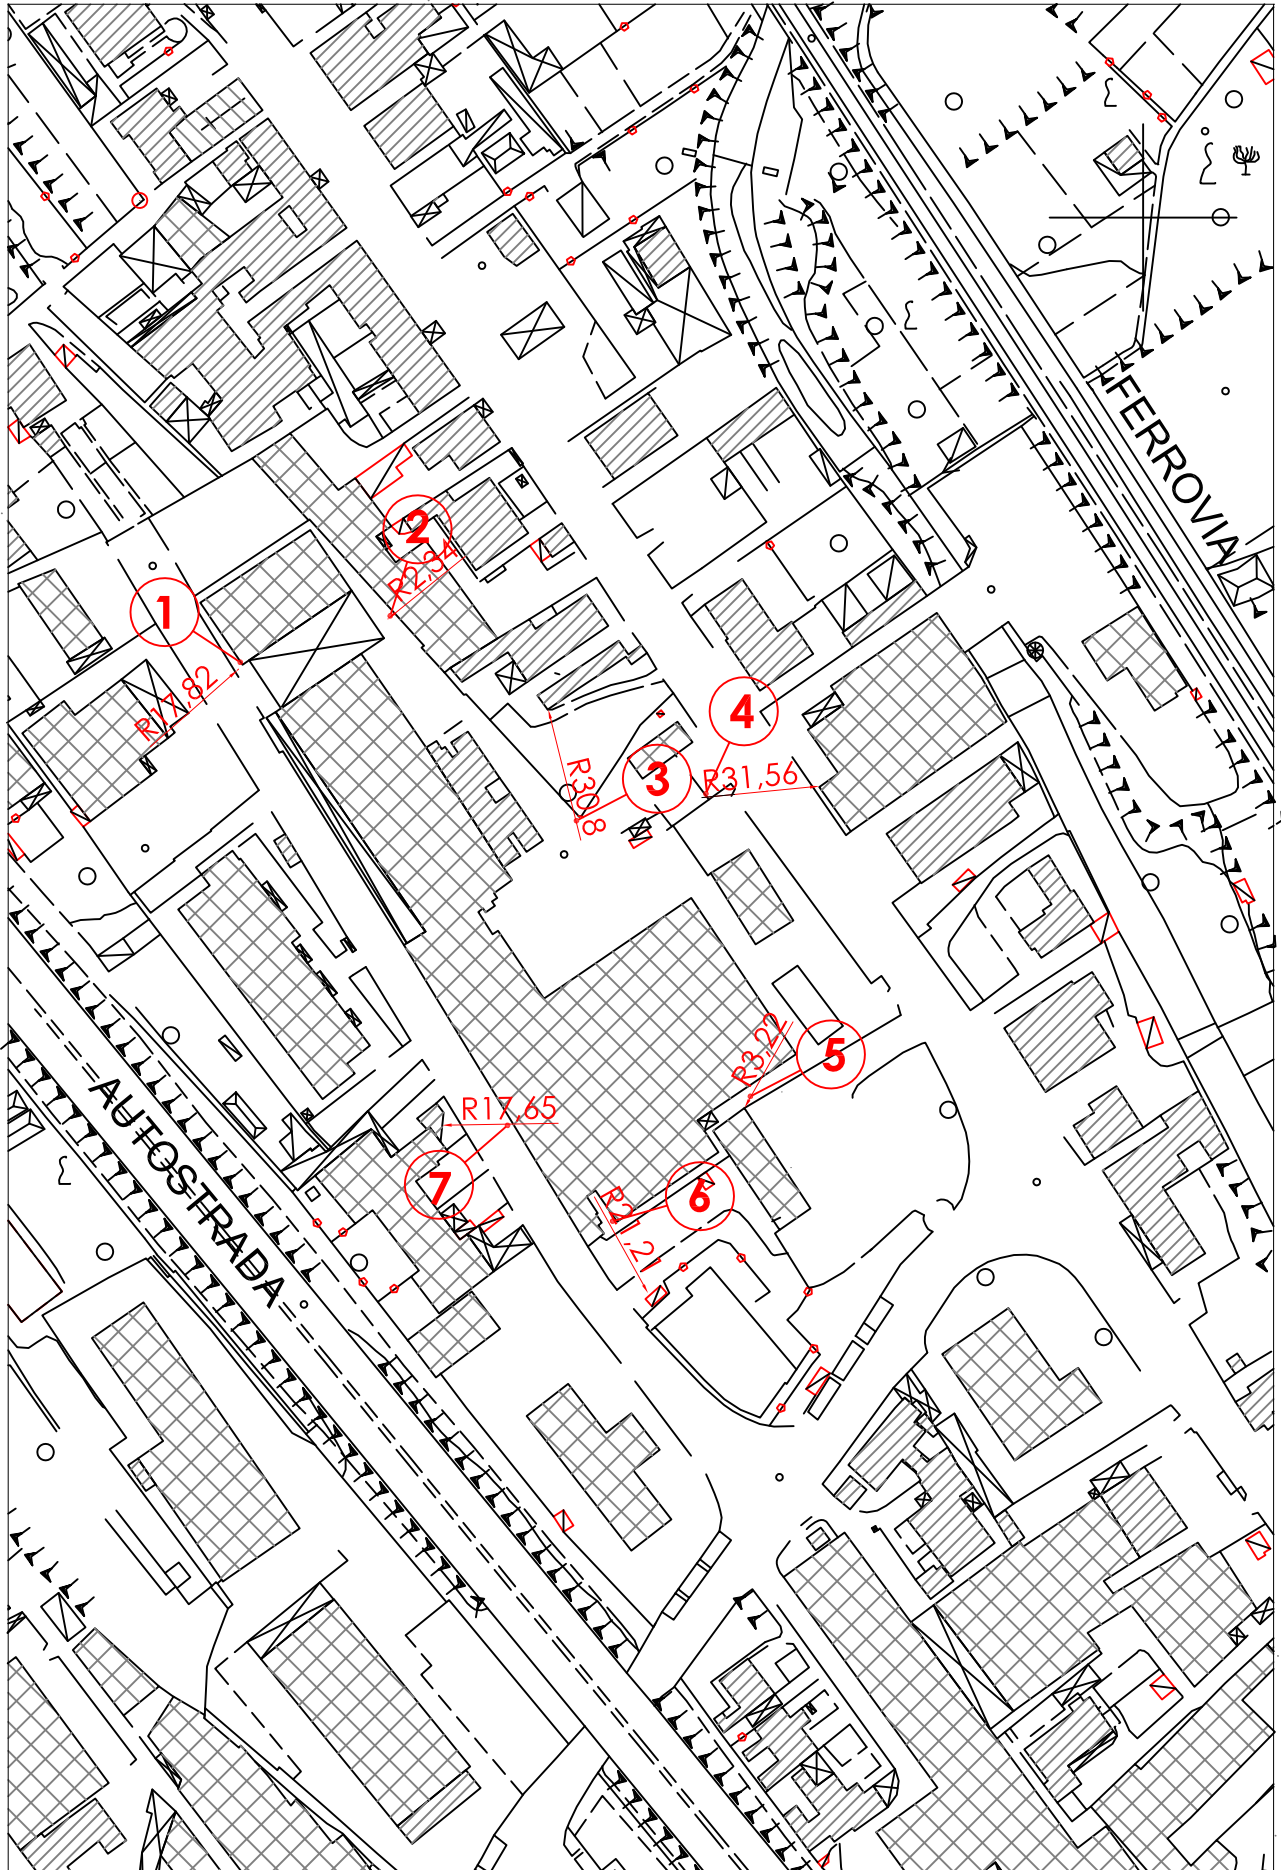 FERROVIA
2
R2,34
1
R17,82
4
3
R31,56
R30,8
5
R3,22
AUTOSTRADA
R17,65
7
6
R21,21